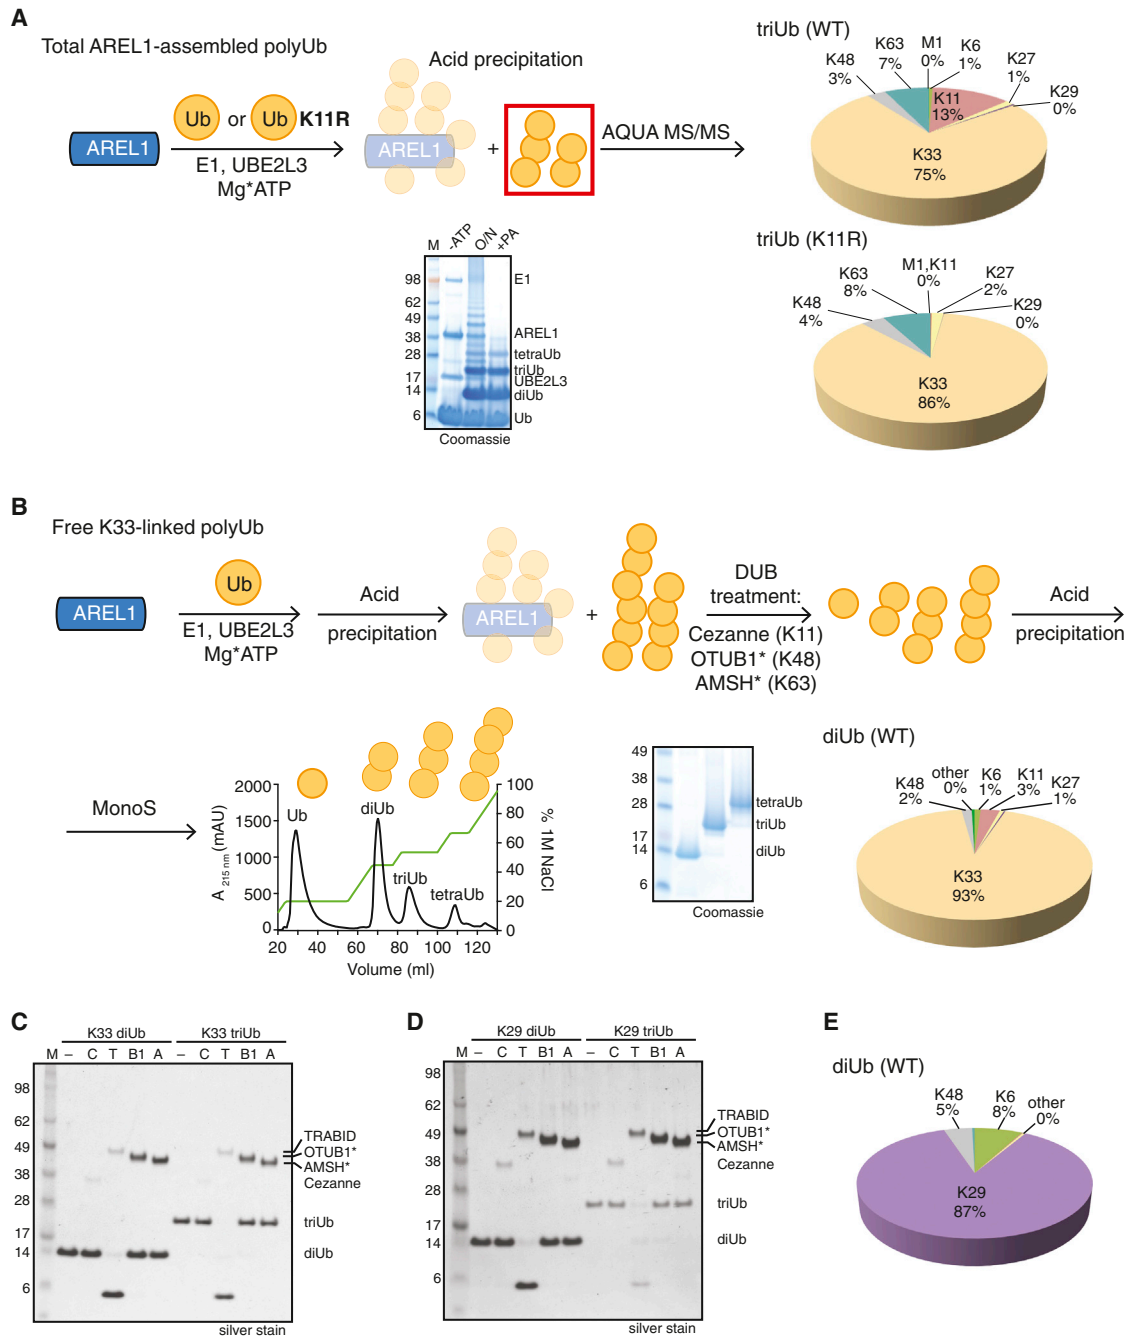 A
Total AREL1-assembled polyUb
Acid precipitation
AREL1
Ub or Ub K11R
E1, UBE2L3
Mg*ATP
AREL1
+
AQUA MS/MS
triUb (WT)
K48 3%
K63 7%
M1 0%
K6 1%
K27 1%
K29 0%
K11 13%
K33 75%
triUb (K11R)
K48 4%
K63 8%
M1,K11 0%
K27 2%
K29 0%
K33 86%
M -ATP O/N +PA
98
62
49
38
28
17
14
6
E1
AREL1
tetraUb
triUb
UBE2L3
diUb
Ub
Coomassie
B
Free K33-linked polyUb
AREL1
Ub
E1, UBE2L3
Mg*ATP
Acid
precipitation
AREL1
+
DUB
treatment:
Cezanne (K11)
OTUB1* (K48)
AMSH* (K63)
Acid
precipitation
MonoS
A 215 nm (mAU)
2000
1500
1000
500
0
Ub
diUb
triUb
tetraUb
100
80
60
40
20
0
% 1M NaCl
20 40 60 80 100 120
Volume (ml)
49
38
28
17
14
6
tetraUb
triUb
diUb
Coomassie
diUb (WT)
K48 2%
other 0%
K6 1%
K11 3%
K27 1%
K33 93%
C
K33 diUb K33 triUb
M – C T B1 A – C T B1 A
98
62
49
38
28
17
14
6
TRABID
OTUB1*
AMSH*
Cezanne
triUb
diUb
silver stain
D
K29 diUb K29 triUb
M – C T B1 A – C T B1 A
98
62
49
38
28
17
14
6
TRABID
OTUB1*
AMSH*
Cezanne
triUb
diUb
silver stain
E
diUb (WT)
K48 5%
K6 8%
other 0%
K29 87%